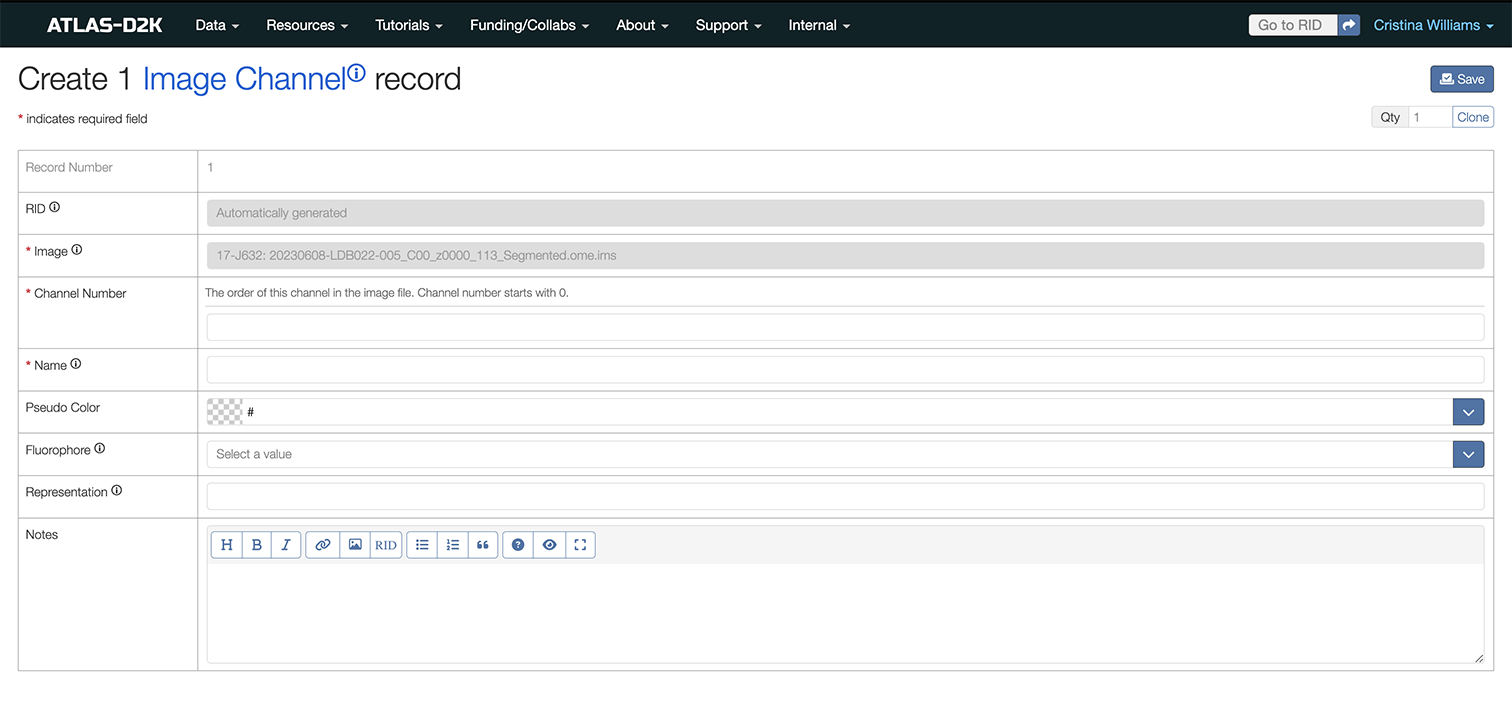 ATLAS-D2K Data Resources Tutorials Funding/Collabs About Support Internal Go to RID Cristina Williams
Create 1 Image Channel record
Save
* indicates required field
Qty 1 Clone
Record Number 1
RID Automatically generated
* Image 17-J632: 20230608-LDB022-005_C00_z0000_113_Segmented.ome.ims
* Channel Number The order of this channel in the image file. Channel number starts with 0.
* Name
Pseudo Color #
Fluorophore Select a value
Representation
Notes
H B I RID